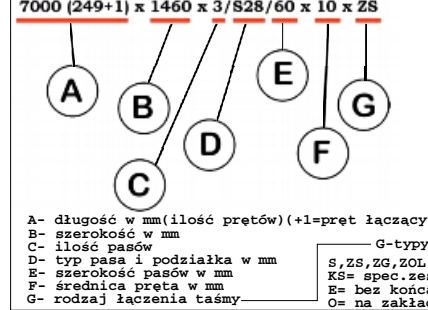 7000 (249+1) x 1460 x 3/S28/60 x 10 x ZS
A
B
C
D
E
F
G
A- długość w mm(ilość prętów)(+1=pręt łączący
B- szerokość w mm
C- ilość pasów
D- typ pasa i podziałka w mm
E- szerokość pasów w mm
F- średnica pręta w mm
G- rodzaj łączenia taśmy
G-typy
S,ZS,ZG,ZOL
KS= spec.zes
E= bez końca
O= na zakład